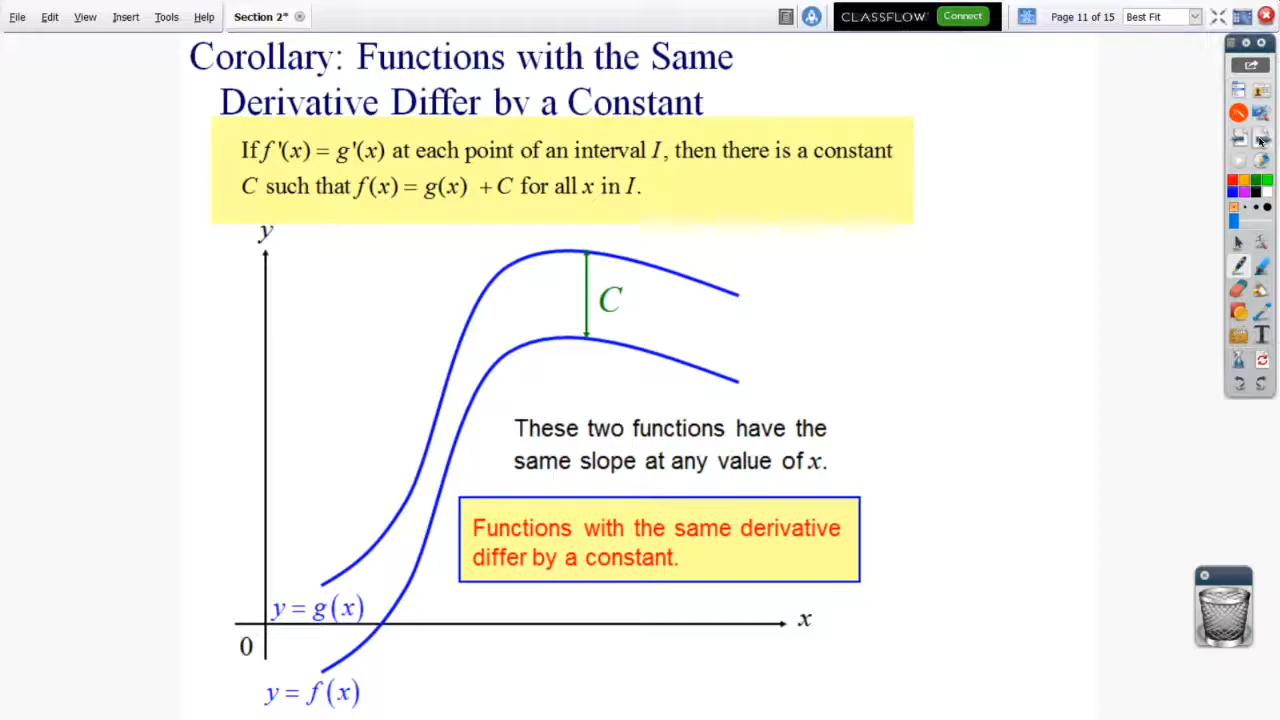 File Edit View Insert Tools Help Section 2* CLASSFLOW Connect Page 11 of 15 Best Fit
Corollary: Functions with the Same
Derivative Differ by a Constant
If f '(x) = g '(x) at each point of an interval I, then there is a constant
C such that f(x) = g(x) + C for all x in I.
y
C
These two functions have the
same slope at any value of x.
Functions with the same derivative
differ by a constant.
y = g(x)
x
0
y = f(x)
T